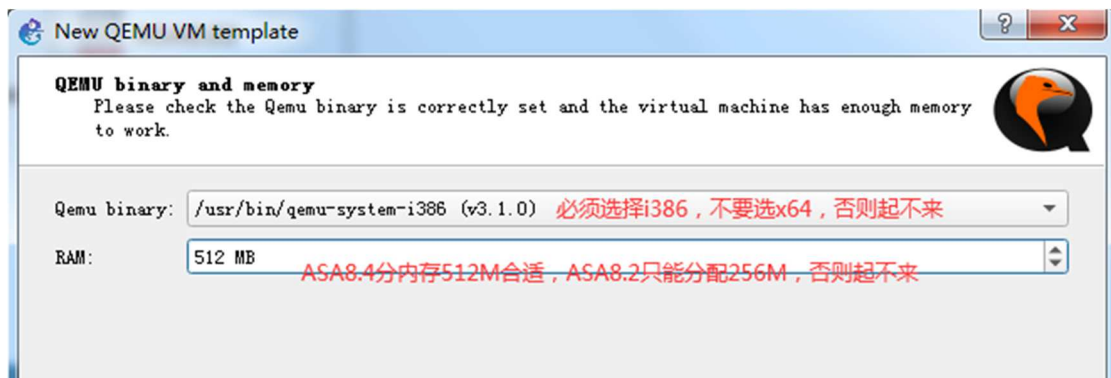 New QEMU VM template
QEMU binary and memory
Please check the Qemu binary is correctly set and the virtual machine has enough memory
to work.
Qemu binary: /usr/bin/qemu-system-i386 (v3.1.0) 必须选择i386，不要选x64，否则起不来
RAM: 512 MB
ASA8.4分内存512M合适，ASA8.2只能分配256M，否则起不来